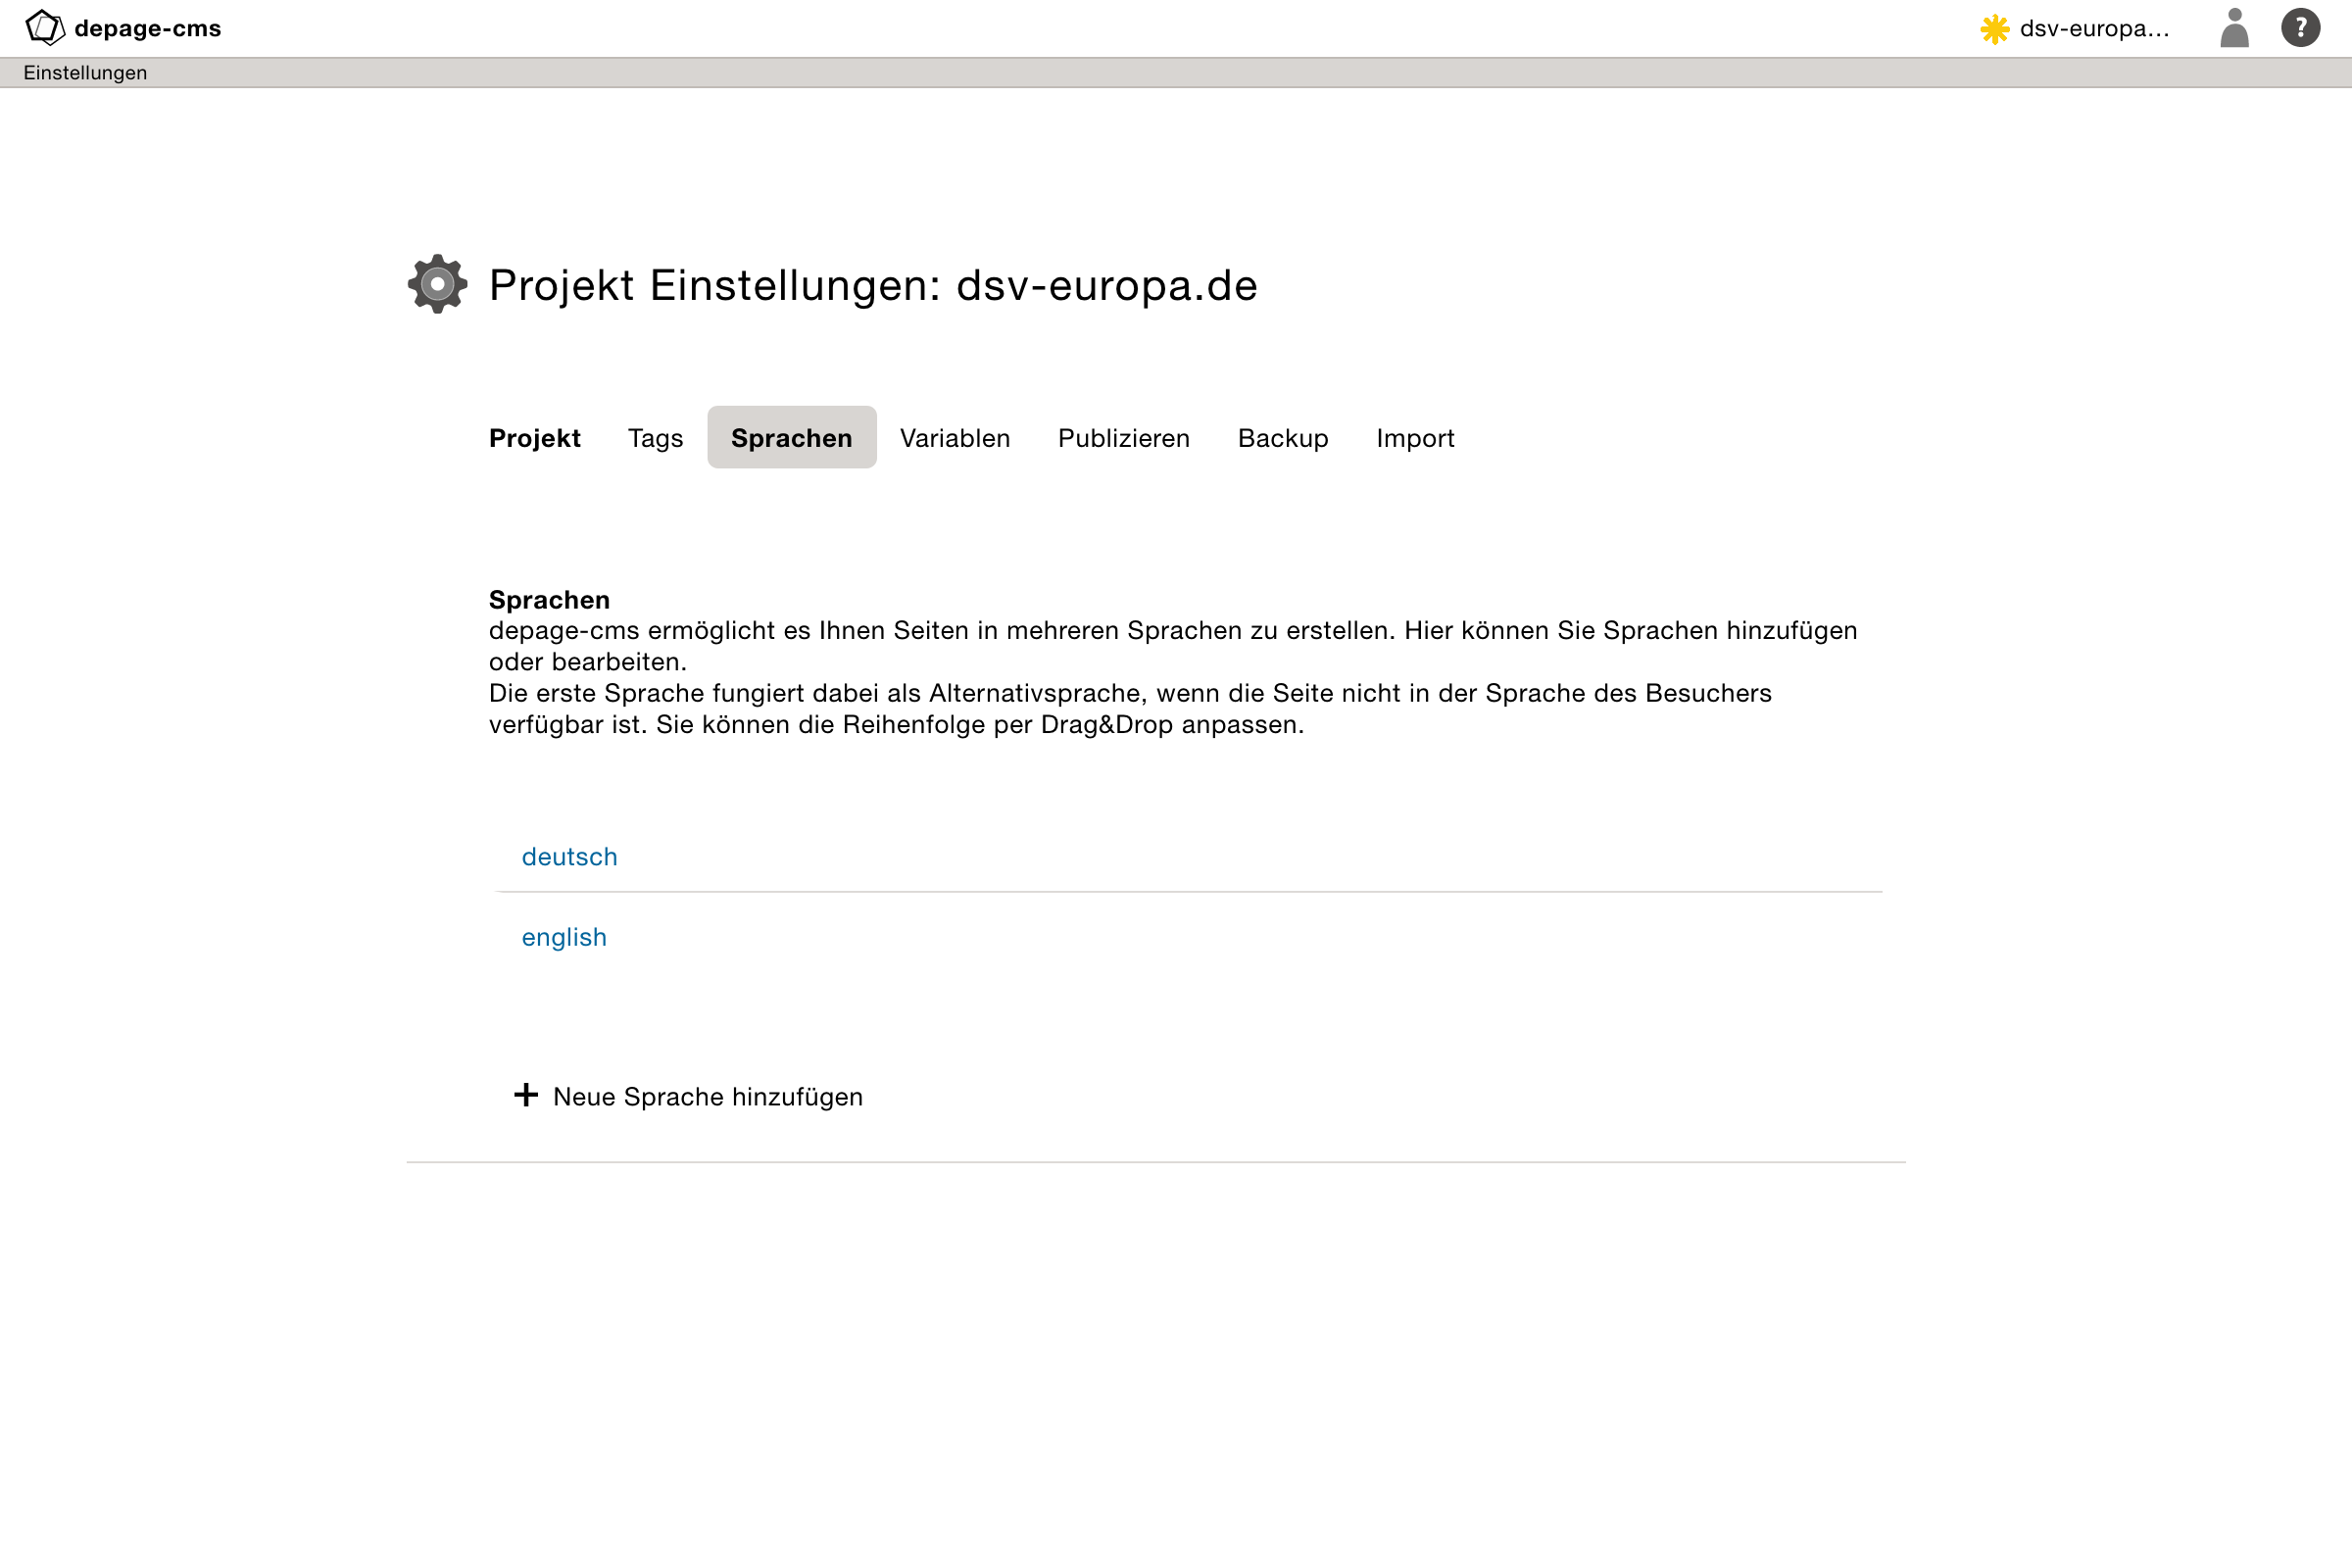 depage-cms
dsv-europa...
?
Einstellungen
Projekt Einstellungen: dsv-europa.de
Projekt Tags Sprachen Variablen Publizieren Backup Import
Sprachen
depage-cms ermöglicht es Ihnen Seiten in mehreren Sprachen zu erstellen. Hier können Sie Sprachen hinzufügen
oder bearbeiten.
Die erste Sprache fungiert dabei als Alternativsprache, wenn die Seite nicht in der Sprache des Besuchers
verfügbar ist. Sie können die Reihenfolge per Drag&Drop anpassen.
deutsch
english
+ Neue Sprache hinzufügen